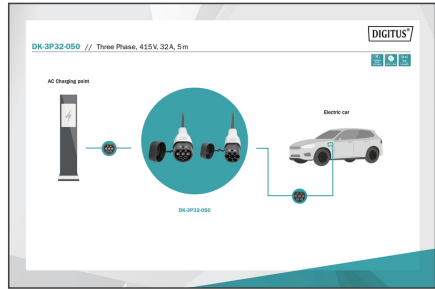 DIGITUS®
DK-3P32-050 // Three Phase, 415V, 32A, 5m
AC Charging point
Electric car
DK-3P32-050